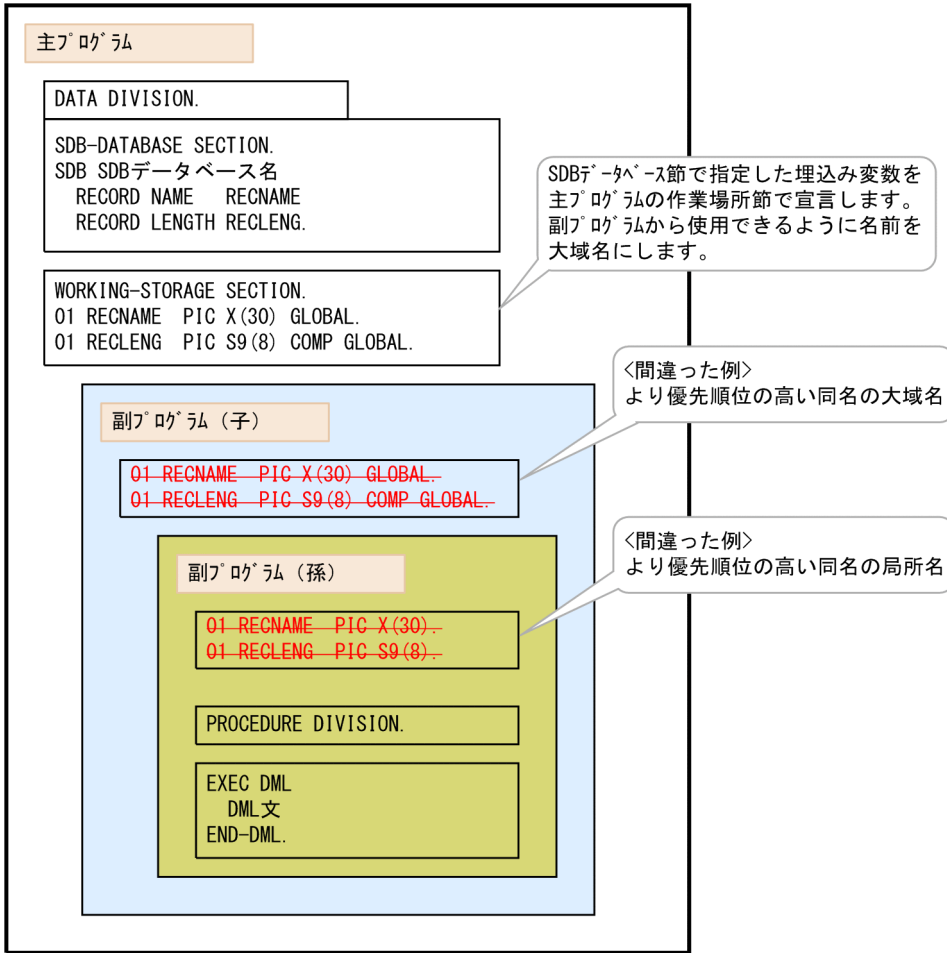 主ﾌﾟﾛｸﾞﾗﾑ
DATA DIVISION.
SDB-DATABASE SECTION.
SDB SDBデータベース名
RECORD NAME RECNAME
RECORD LENGTH RECLENG.
SDBﾃﾞｰﾀﾍﾞｰｽ節で指定した埋込み変数を
主ﾌﾟﾛｸﾞﾗﾑの作業場所節で宣言します。
副ﾌﾟﾛｸﾞﾗﾑから使用できるように名前を
大域名にします。
WORKING-STORAGE SECTION.
01 RECNAME PIC X(30) GLOBAL.
01 RECLENG PIC S9(8) COMP GLOBAL.
<間違った例>
より優先順位の高い同名の大域名
副ﾌﾟﾛｸﾞﾗﾑ（子）
01 RECNAME PIC X(30) GLOBAL.
01 RECLENG PIC S9(8) COMP GLOBAL.
<間違った例>
より優先順位の高い同名の局所名
副ﾌﾟﾛｸﾞﾗﾑ（孫）
01 RECNAME PIC X(30).
01 RECLENG PIC S9(8).
PROCEDURE DIVISION.
EXEC DML
DML文
END-DML.